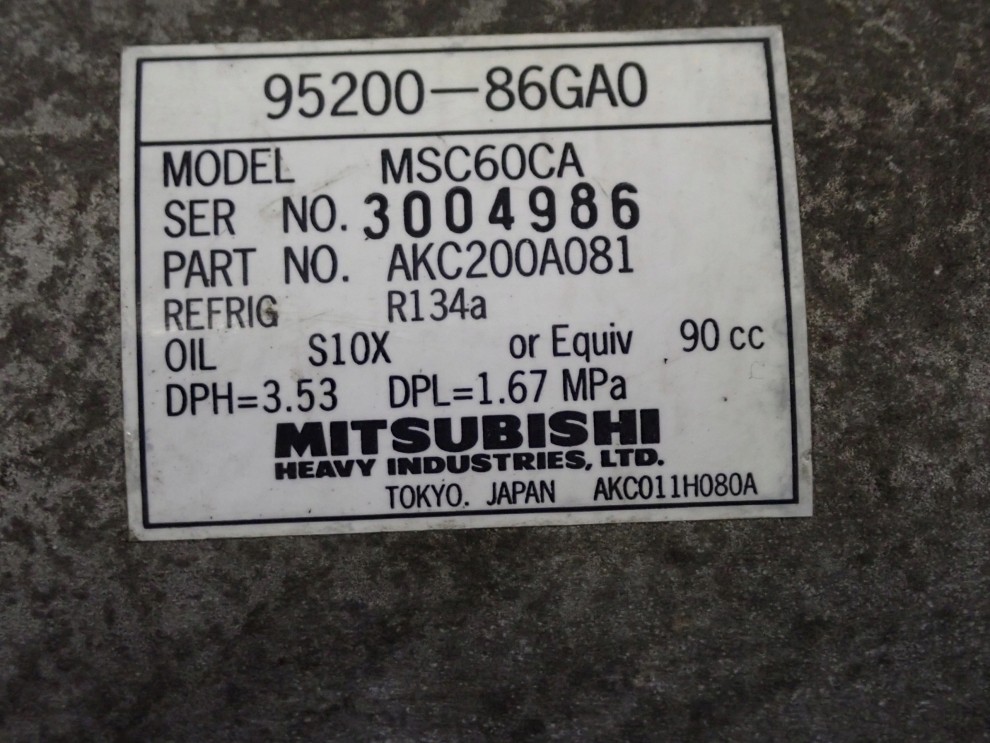 95200-86GA0
MODEL MSC60CA
SER NO. 3004986
PART NO. AKC200A081
REFRIG R134a
OIL S10X or Equiv 90 cc
DPH=3.53 DPL=1.67 MPa
MITSUBISHI
HEAVY INDUSTRIES, LTD.
TOKYO. JAPAN AKC011H080A